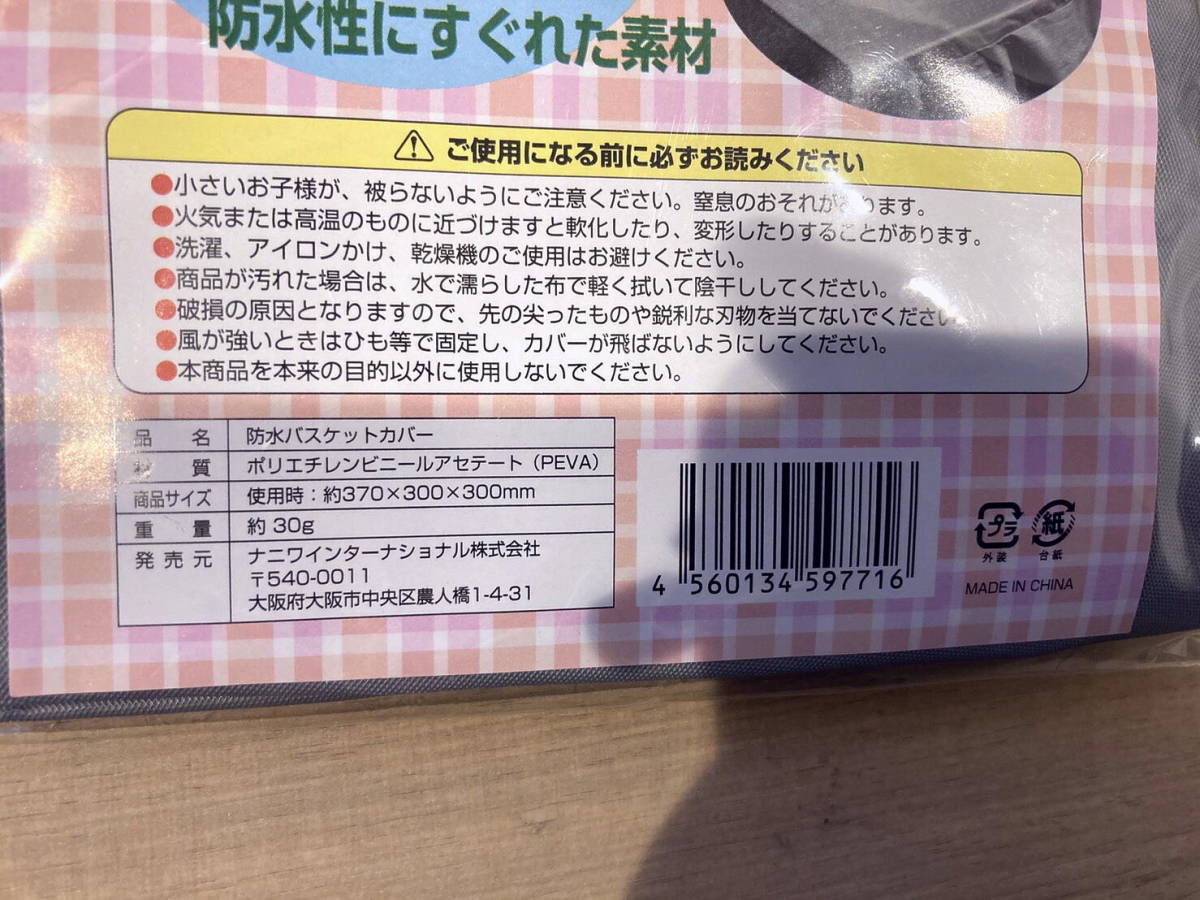 防水性にすぐれた素材
ご使用になる前に必ずお読みください
●小さいお子様が、被らないようにご注意ください。窒息のおそれがあります。
●火気または高温のものに近づけますと軟化したり、変形したりすることがあります。
●洗濯、アイロンかけ、乾燥機のご使用はお避けください。
●商品が汚れた場合は、水で濡らした布で軽く拭いて陰干ししてください。
●破損の原因となりますので、先の尖ったものや鋭利な刃物を当てないでください
●風が強いときはひも等で固定し、カバーが飛ばないようにしてください。
●本商品を本来の目的以外に使用しないでください。
品名 防水バスケットカバー
材質 ポリエチレンビニールアセテート（PEVA）
商品サイズ 使用時：約370×300×300mm
重量 約30g
発売元 ナニワインターナショナル株式会社
〒540-0011
大阪府大阪市中央区農人橋1-4-31
4 560134 597716
プラ 紙
外装 台紙
MADE IN CHINA